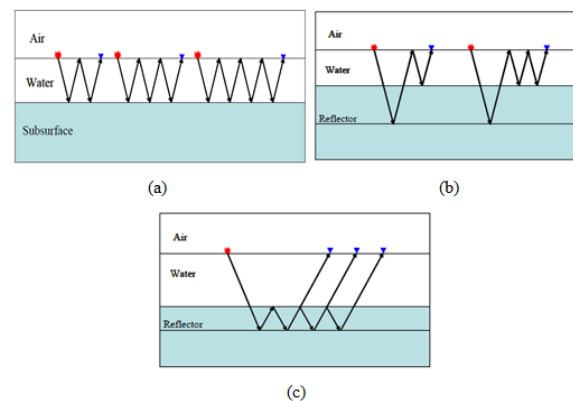 Air
Water
Subsurface
(a)
Air
Water
Reflector
(b)
Air
Water
Reflector
(c)